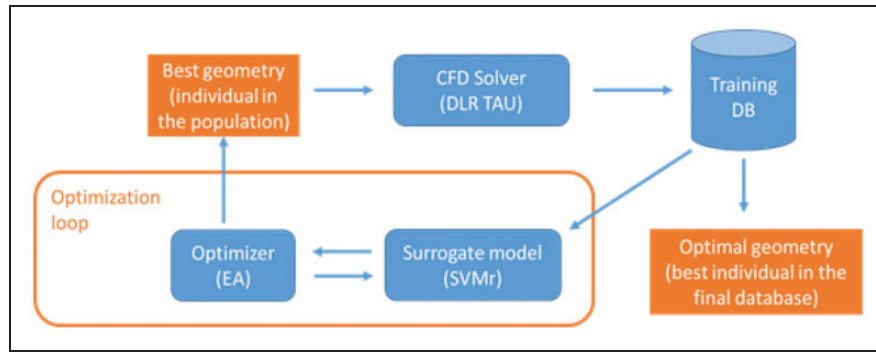 Best geometry
(individual in
the population)
CFD Solver
(DLR TAU)
Training
DB
Optimization
loop
Optimizer
(EA)
Surrogate model
(SVMr)
Optimal geometry
(best individual in the
final database)